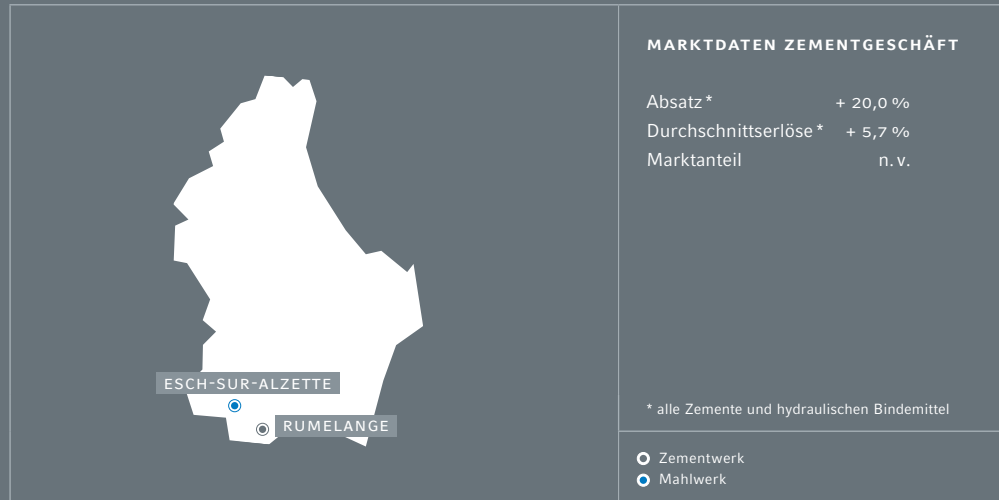 MARKTDATEN ZEMENTGESCHÄFT
Absatz * + 20,0 %
Durchschnittserlöse * + 5,7 %
Marktanteil n. v.
ESCH-SUR-ALZETTE
RUMELANGE
* alle Zemente und hydraulischen Bindemittel
Zementwerk
Mahlwerk